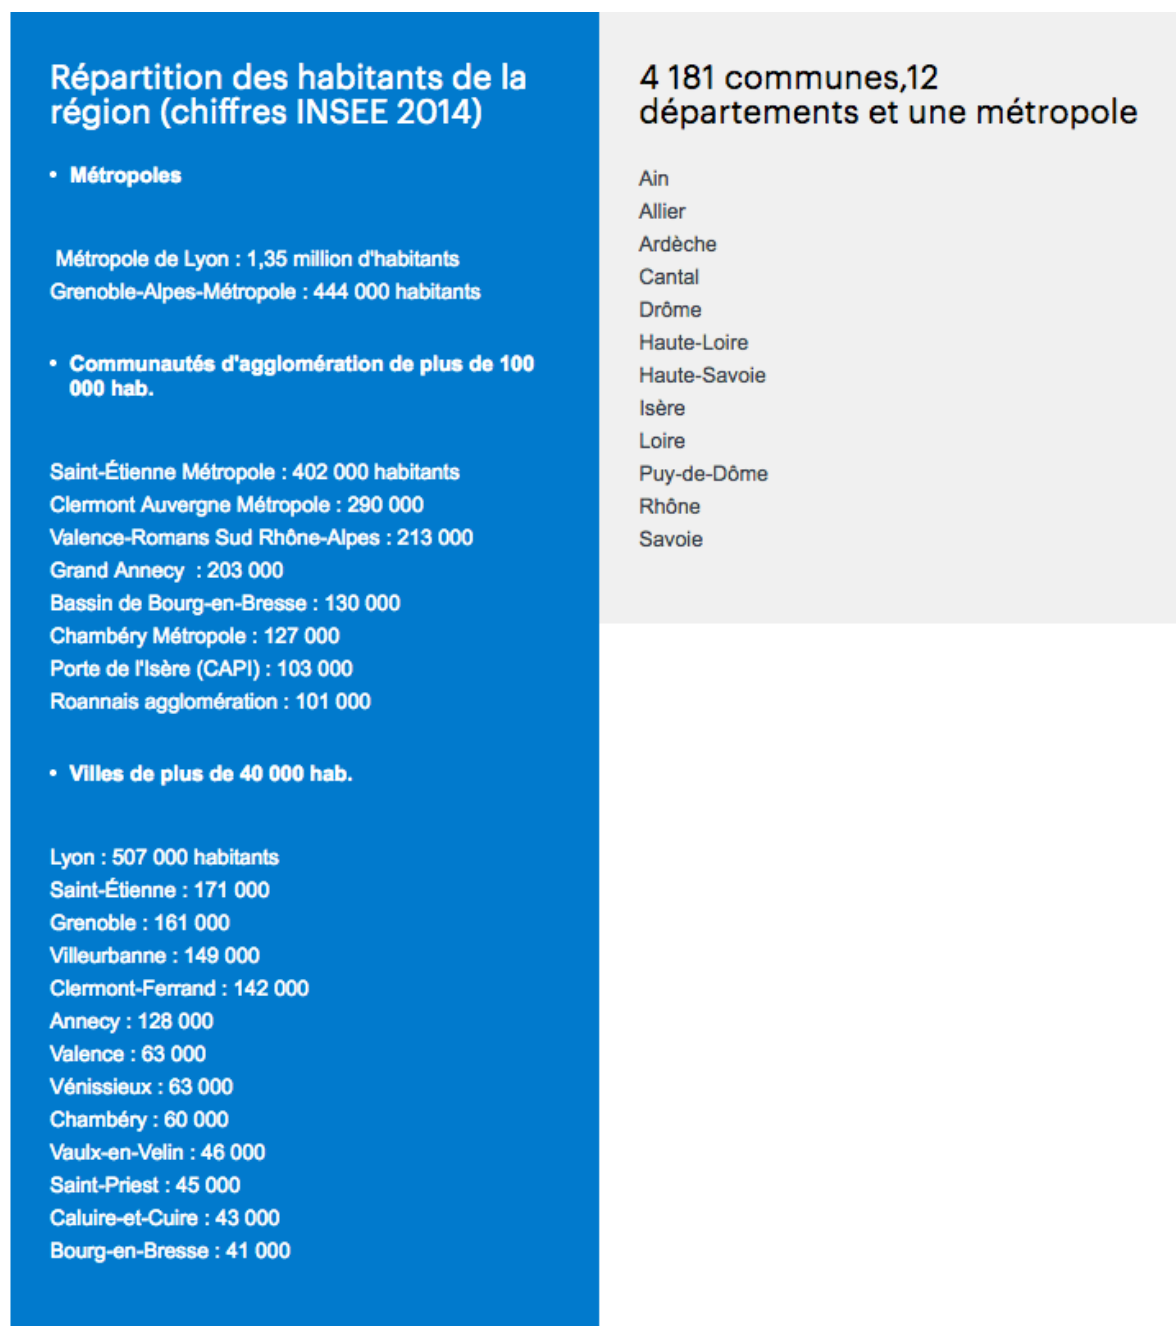 Répartition des habitants de la
région (chiffres INSEE 2014)
• Métropoles
Métropole de Lyon : 1,35 million d'habitants
Grenoble-Alpes-Métropole : 444 000 habitants
• Communautés d'agglomération de plus de 100
000 hab.
Saint-Étienne Métropole : 402 000 habitants
Clermont Auvergne Métropole : 290 000
Valence-Romans Sud Rhône-Alpes : 213 000
Grand Annecy  : 203 000
Bassin de Bourg-en-Bresse : 130 000
Chambéry Métropole : 127 000
Porte de l'Isère (CAPI) : 103 000
Roannais agglomération : 101 000
• Villes de plus de 40 000 hab.
Lyon : 507 000 habitants
Saint-Étienne : 171 000
Grenoble : 161 000
Villeurbanne : 149 000
Clermont-Ferrand : 142 000
Annecy : 128 000
Valence : 63 000
Vénissieux : 63 000
Chambéry : 60 000
Vaulx-en-Velin : 46 000
Saint-Priest : 45 000
Caluire-et-Cuire : 43 000
Bourg-en-Bresse : 41 000
4 181 communes,12
départements et une métropole
Ain
Allier
Ardèche
Cantal
Drôme
Haute-Loire
Haute-Savoie
Isère
Loire
Puy-de-Dôme
Rhône
Savoie